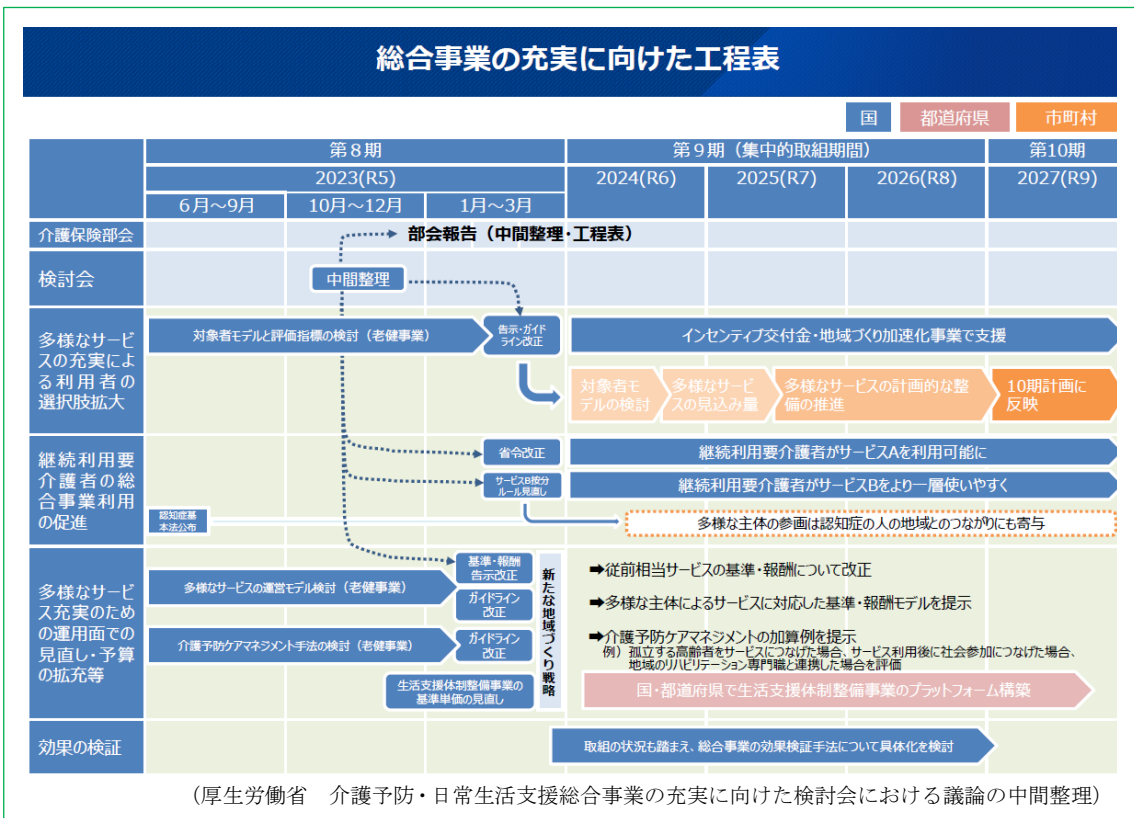 総合事業の充実に向けた工程表
国
都道府県
市町村
第8期
第9期(集中的取組期間)
第10期
2023(R5)
2024(R6)
2025(R7)
2026(R8)
2027(R9)
6月~9月
10月~12月
1月~3月
介護保険部会
部会報告(中間整理・工程表)
検討会
中間整理
多様なサービ
スの充実によ
る利用者の
選択肢拡大
対象者モデルと評価指標の検討(老健事業)
告示・ガイド
ライン改正
インセンティブ交付金・地域づくり加速化事業で支援
対象者モ
デルの検討
多様なサービ
スの見込み量
多様なサービスの計画的な整
備の推進
10期計画に
反映
継続利用要
介護者の総
合事業利用
の促進
省令改正
継続利用要介護者がサービスAを利用可能に
サービスB按分
ルール見直し
継続利用要介護者がサービスBをより一層使いやすく
認知症基
本法公布
多様な主体の参画は認知症の人の地域とのつながりにも寄与
多様なサービ
ス充実のため
の運用面での
見直し・予算
の拡充等
多様なサービスの運営モデル検討(老健事業)
基準・報酬
告示改正
ガイドライン
改正
介護予防ケアマネジメント手法の検討(老健事業)
ガイドライン
改正
生活支援体制整備事業の
基準単価の見直し
新たな地域づくり戦略
➡従前相当サービスの基準・報酬について改正
➡多様な主体によるサービスに対応した基準・報酬モデルを提示
➡介護予防ケアマネジメントの加算例を提示
例)孤立する高齢者をサービスにつなげた場合、サービス利用後に社会参加につなげた場合、
地域のリハビリテーション専門職と連携した場合を評価
国・都道府県で生活支援体制整備事業のプラットフォーム構築
効果の検証
取組の状況も踏まえ、総合事業の効果検証手法について具体化を検討
(厚生労働省 介護予防・日常生活支援総合事業の充実に向けた検討会における議論の中間整理)